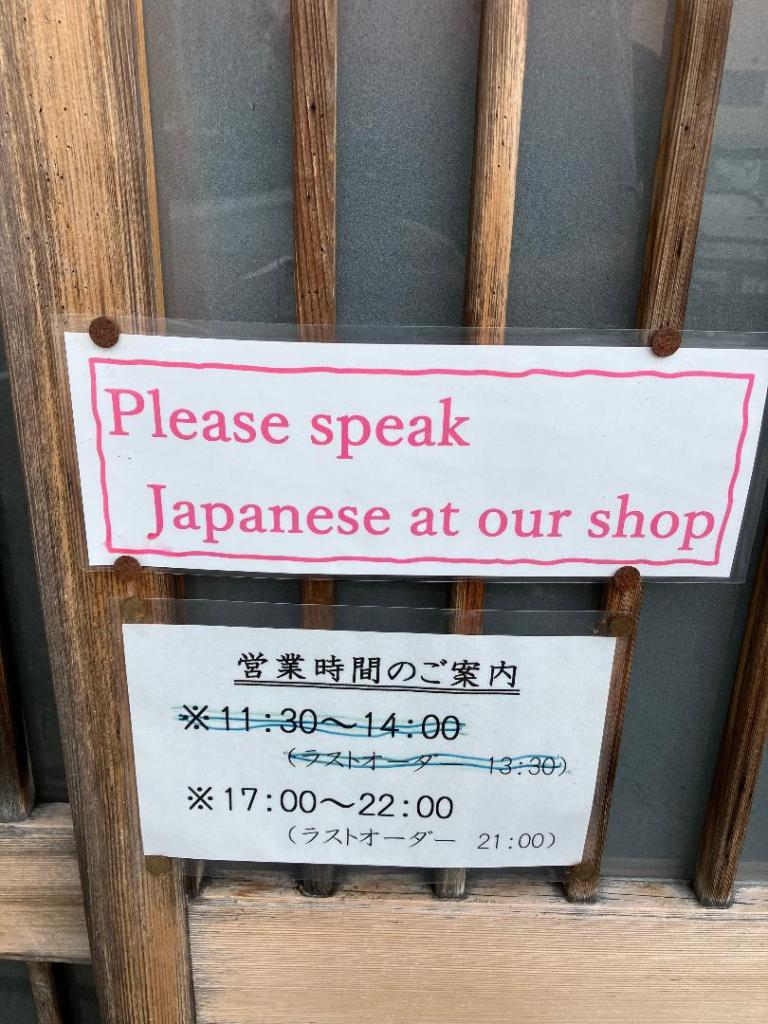 Please speak
Japanese at our shop
営業時間のご案内
※11:30～14:00
(ラストオーダー 13:30)
※17:00～22:00
(ラストオーダー 21:00)